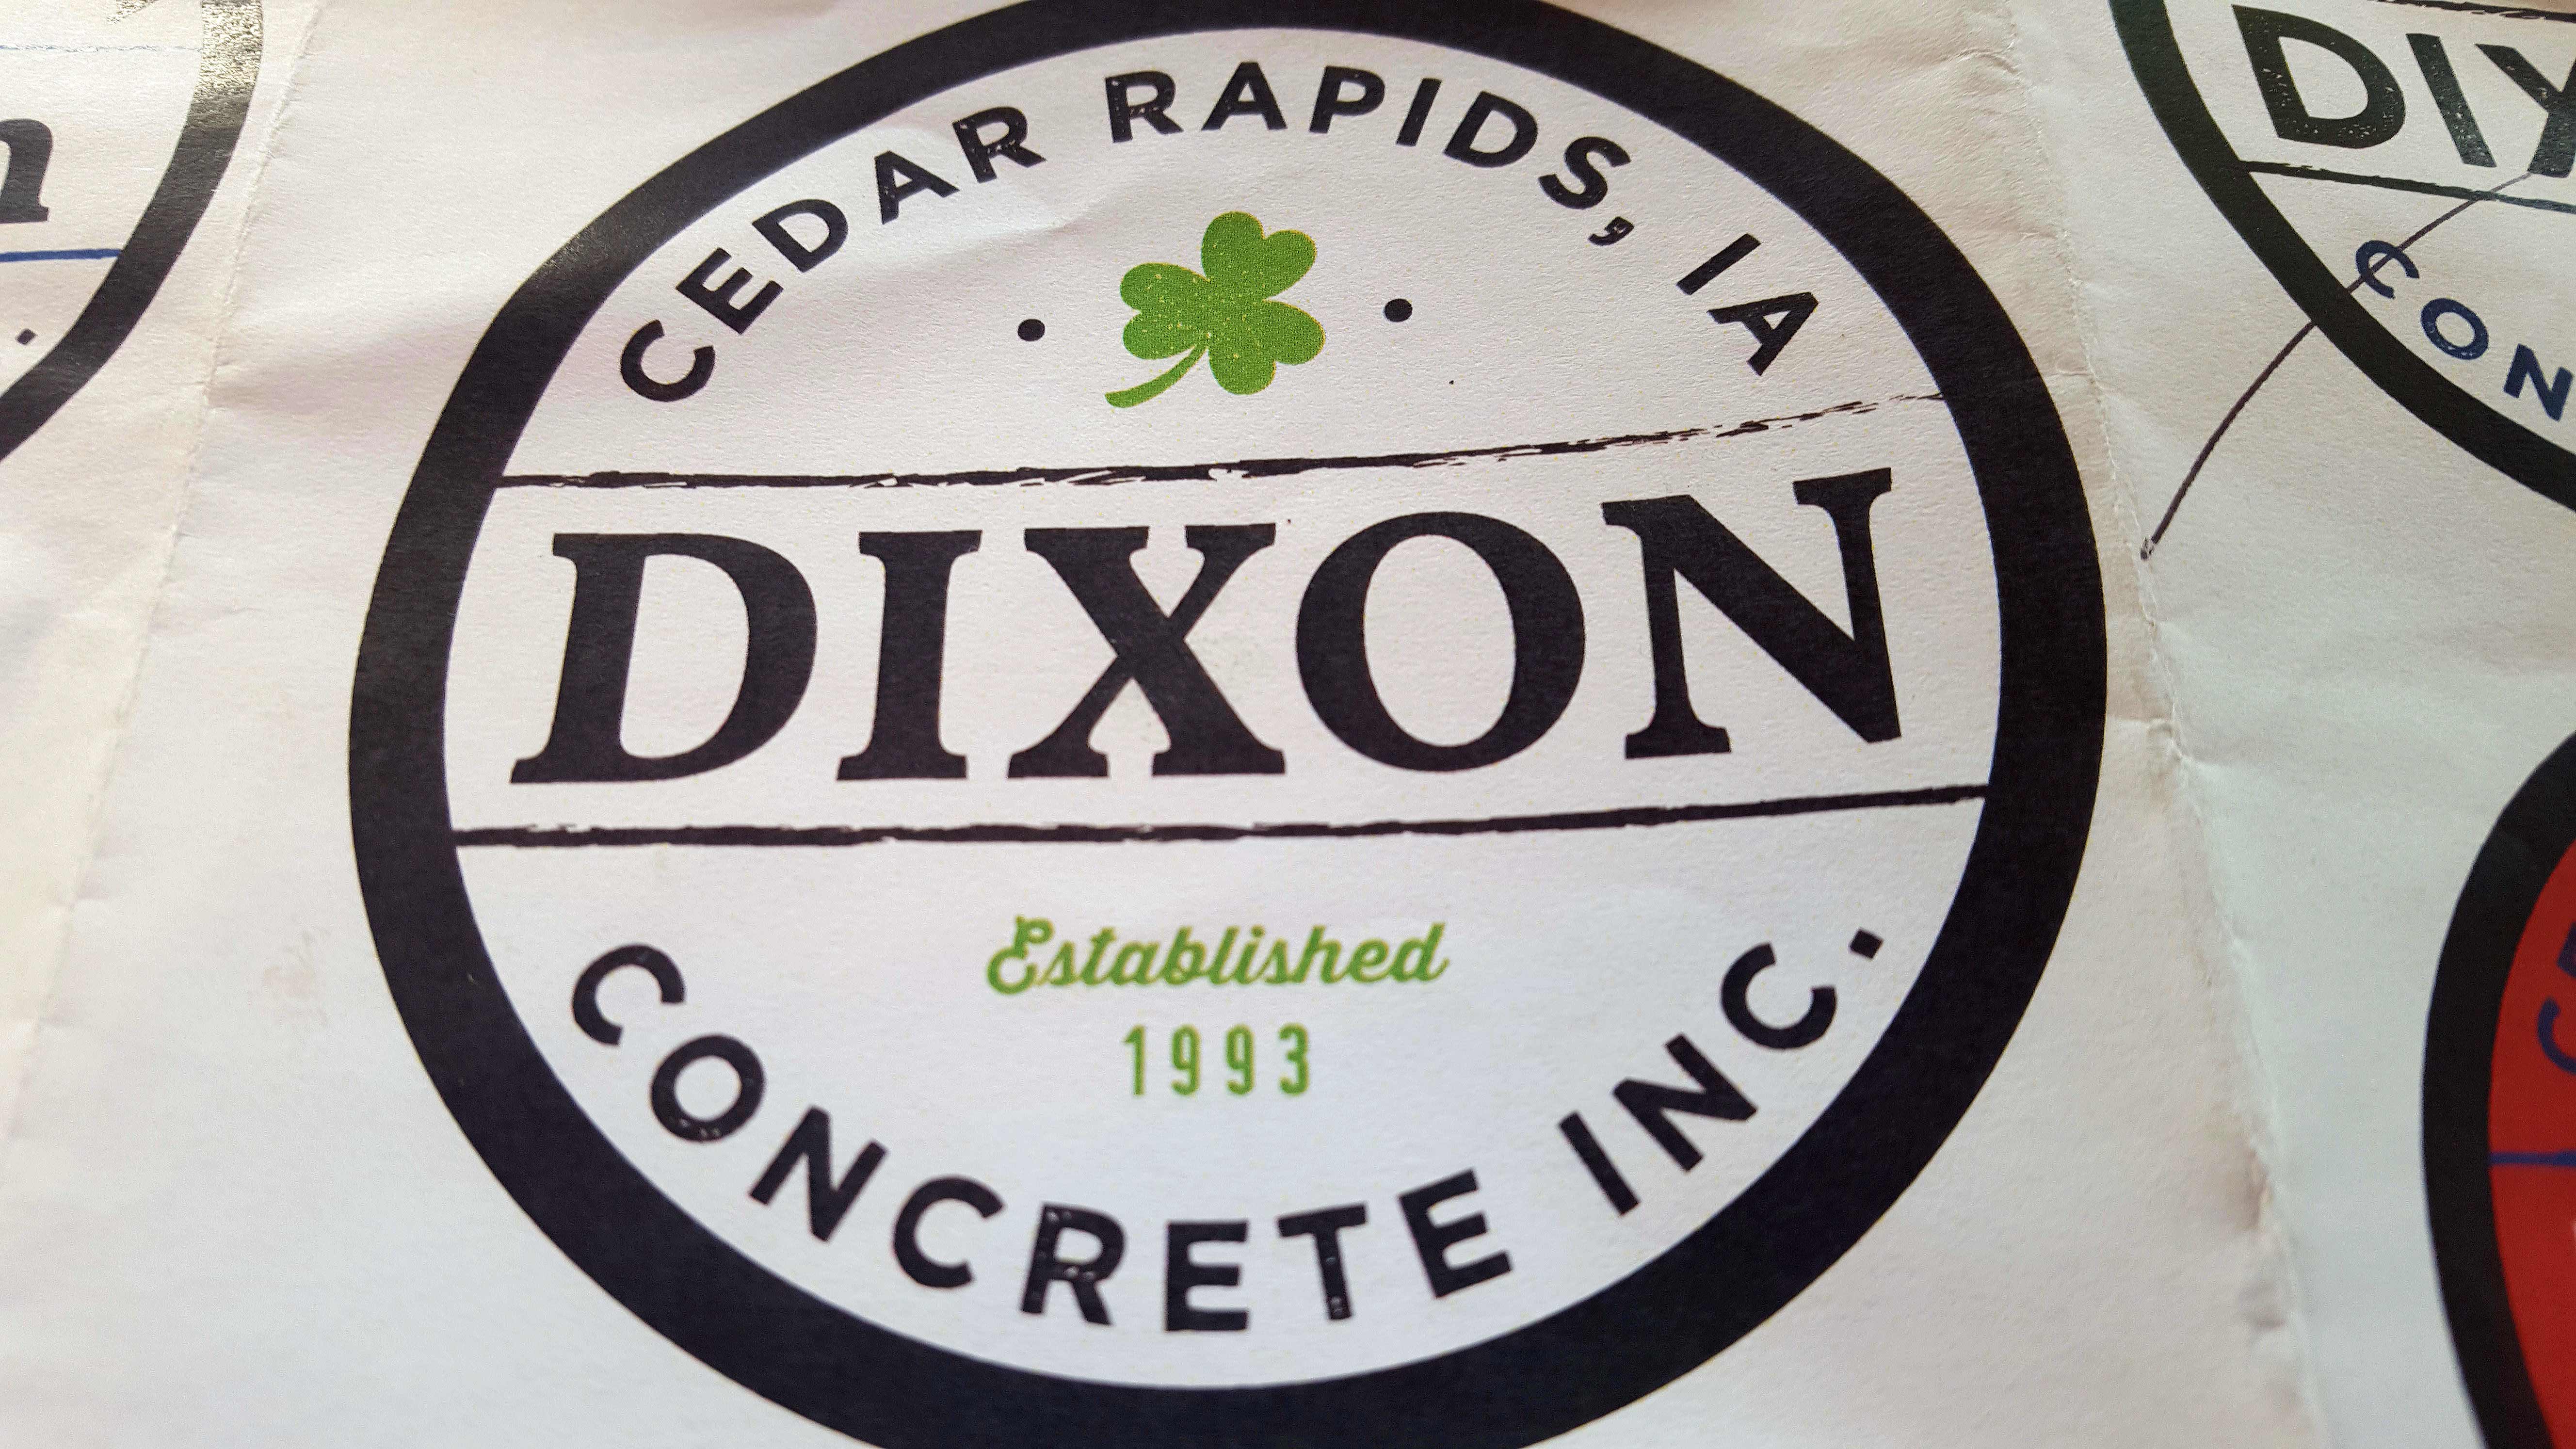 CEDAR RAPIDS, IA
DIXON
Established
1993
CONCRETE INC.